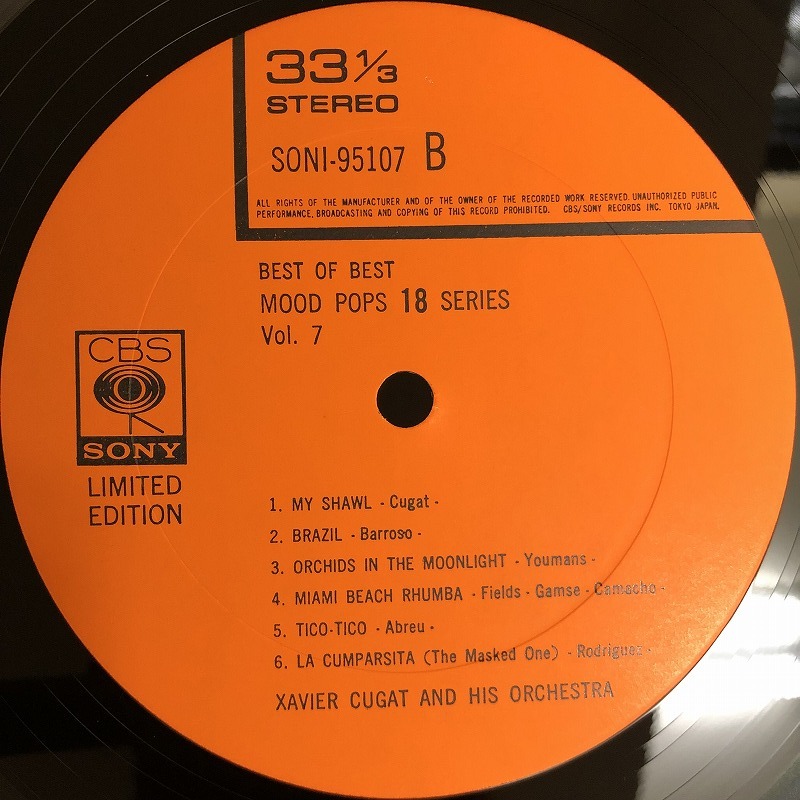 33 1/3
STEREO
SONI-95107 B
ALL RIGHTS OF THE MANUFACTURER AND OF THE OWNER OF THE RECORDED WORK RESERVED. UNAUTHORIZED PUBLIC
PERFORMANCE, BROADCASTING AND COPYING OF THIS RECORD PROHIBITED. CBS/SONY RECORDS INC. TOKYO JAPAN.
BEST OF BEST
MOOD POPS 18 SERIES
Vol. 7
CBS
SONY
LIMITED
EDITION
1. MY SHAWL - Cugat -
2. BRAZIL - Barroso -
3. ORCHIDS IN THE MOONLIGHT - Youmans -
4. MIAMI BEACH RHUMBA - Fields - Gamse - Camacho -
5. TICO-TICO - Abreu -
6. LA CUMPARSITA (The Masked One) - Rodriguez -
XAVIER CUGAT AND HIS ORCHESTRA